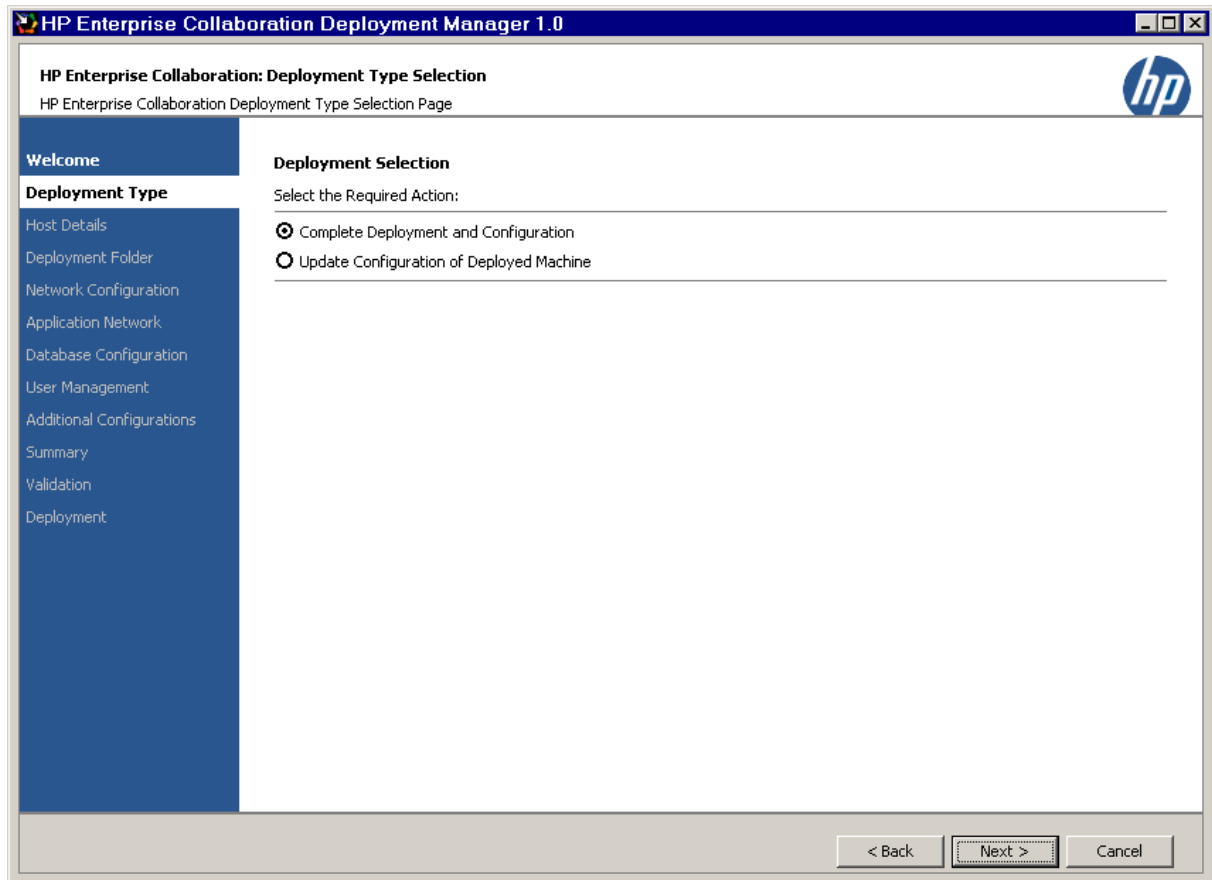 HP Enterprise Collaboration Deployment Manager 1.0
HP Enterprise Collaboration: Deployment Type Selection
HP Enterprise Collaboration Deployment Type Selection Page
hp
Welcome
Deployment Type
Host Details
Deployment Folder
Network Configuration
Application Network
Database Configuration
User Management
Additional Configurations
Summary
Validation
Deployment
Deployment Selection
Select the Required Action:
Complete Deployment and Configuration
Update Configuration of Deployed Machine
< Back
Next >
Cancel